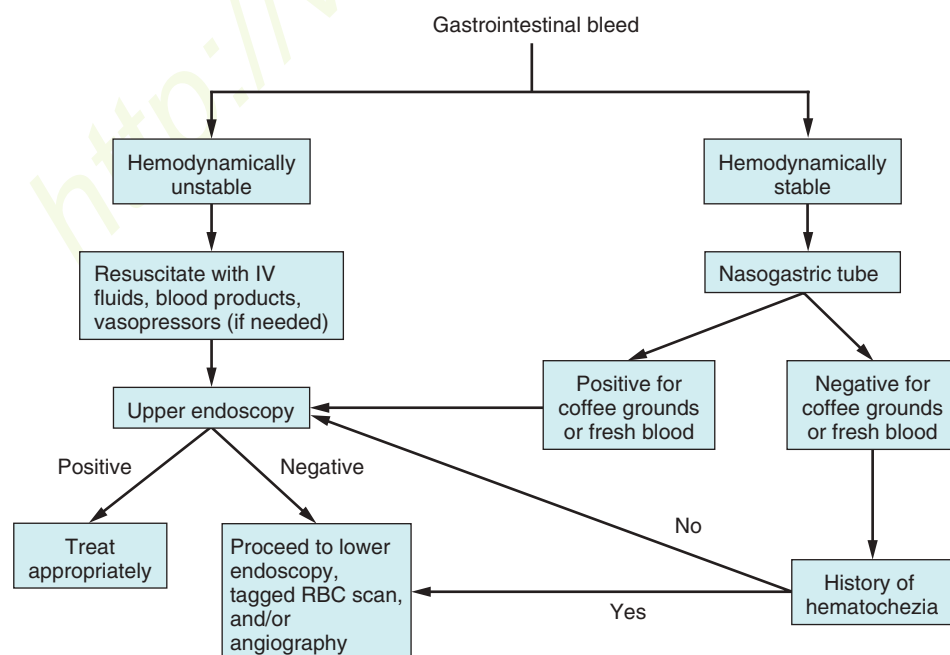 http://
Gastrointestinal bleed
Hemodynamically
unstable
Hemodynamically
stable
Resuscitate with IV
fluids, blood products,
vasopressors (if needed)
Nasogastric tube
Upper endoscopy
Positive for
coffee grounds
or fresh blood
Negative for
coffee grounds
or fresh blood
Positive
Negative
Treat
appropriately
Proceed to lower
endoscopy,
tagged RBC scan,
and/or
angiography
No
Yes
History of
hematochezia